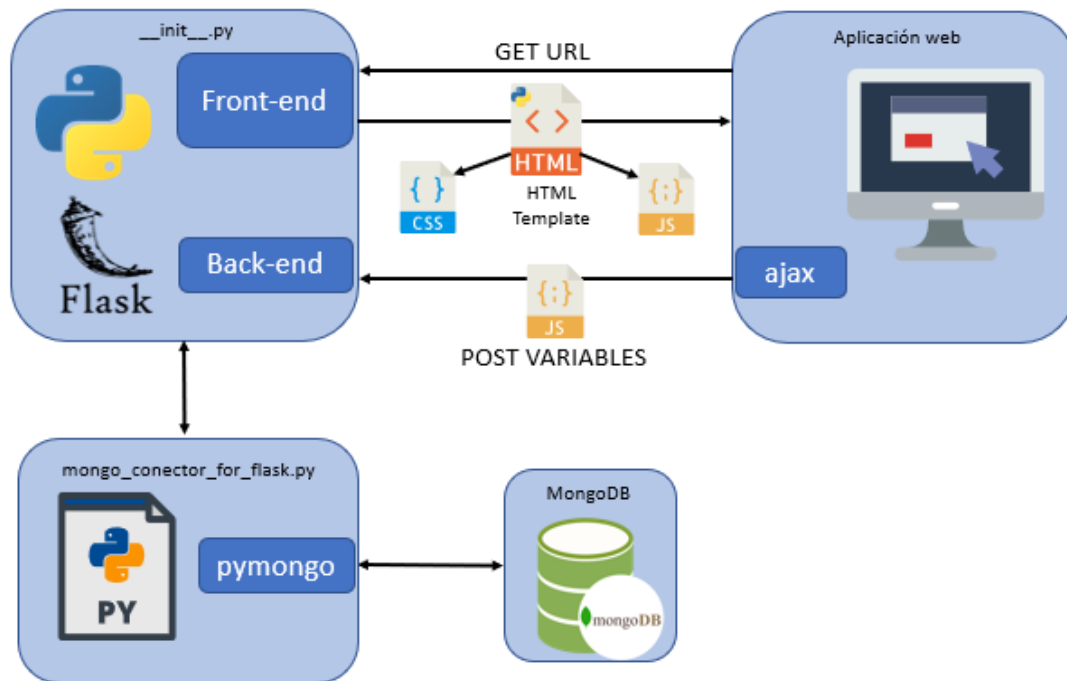 __init__.py
Front-end
Flask
Back-end
GET URL
HTML
HTML
Template
{ }
CSS
{;}
JS
{;}
JS
POST VARIABLES
Aplicación web
ajax
mongo_conector_for_flask.py
PY
pymongo
MongoDB
mongoDB